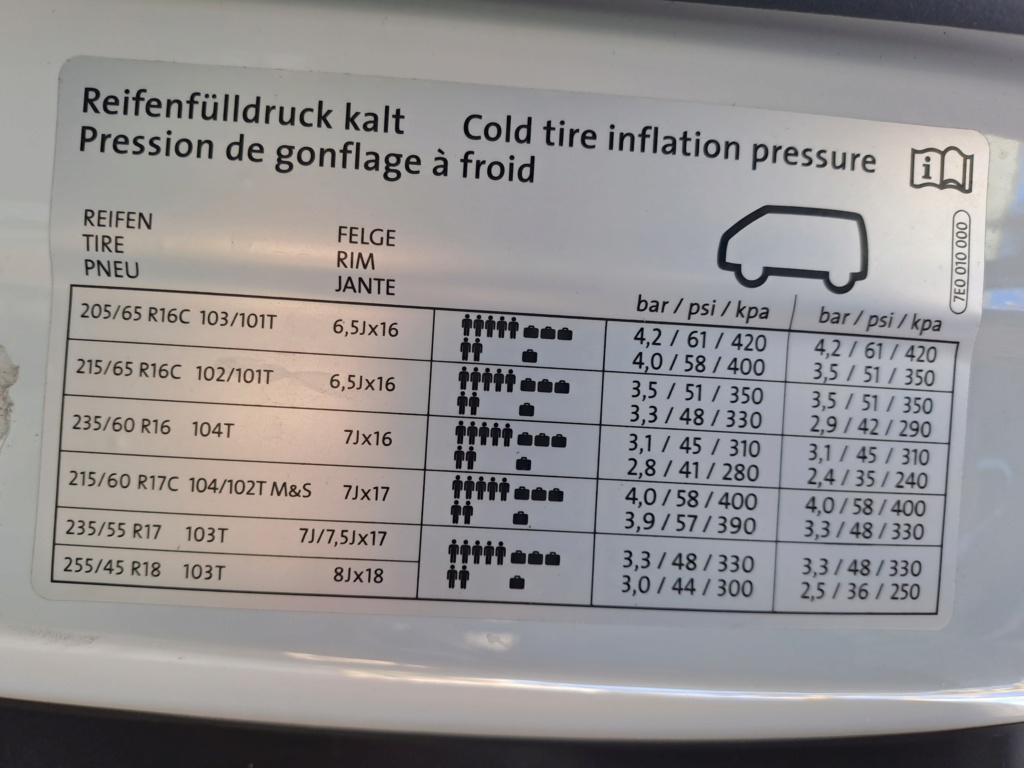 Reifenfülldruck kalt Cold tire inflation pressure
Pression de gonflage à froid
i
7E0 010 000
REIFEN FELGE
TIRE RIM
PNEU JANTE
bar / psi / kpa bar / psi / kpa
205/65 R16C 103/101T 6,5Jx16 4,2 / 61 / 420 4,2 / 61 / 420
4,0 / 58 / 400 3,5 / 51 / 350
215/65 R16C 102/101T 6,5Jx16 3,5 / 51 / 350 3,5 / 51 / 350
3,3 / 48 / 330 2,9 / 42 / 290
235/60 R16 104T 7Jx16 3,1 / 45 / 310 3,1 / 45 / 310
2,8 / 41 / 280 2,4 / 35 / 240
215/60 R17C 104/102T M&S 7Jx17 4,0 / 58 / 400 4,0 / 58 / 400
3,9 / 57 / 390 3,3 / 48 / 330
235/55 R17 103T 7J/7,5Jx17 3,3 / 48 / 330 3,3 / 48 / 330
255/45 R18 103T 8Jx18 3,0 / 44 / 300 2,5 / 36 / 250